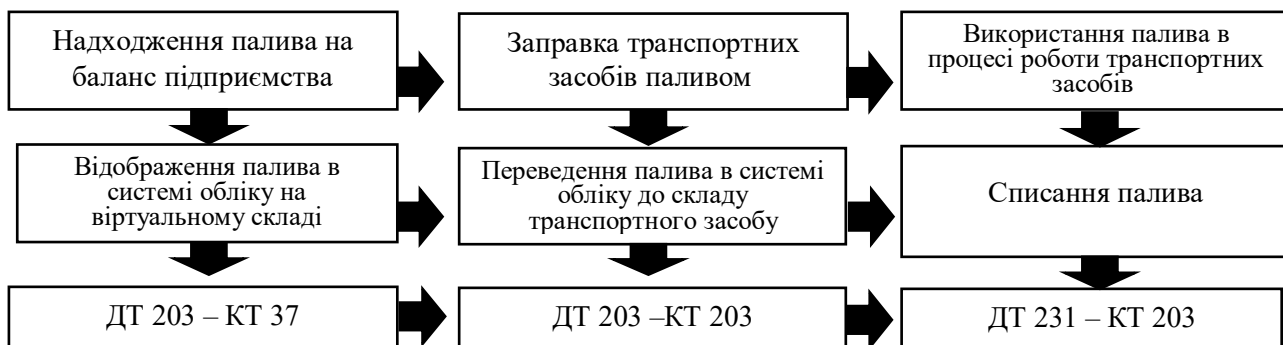 Надходження палива на
баланс підприємства
Заправка транспортних
засобів паливом
Використання палива в
процесі роботи транспортних
засобів
Відображення палива в
системі обліку на
віртуальному складі
Переведення палива в системі
обліку до складу
транспортного засобу
Списання палива
ДТ 203 – КТ 37
ДТ 203 –КТ 203
ДТ 231 – КТ 203